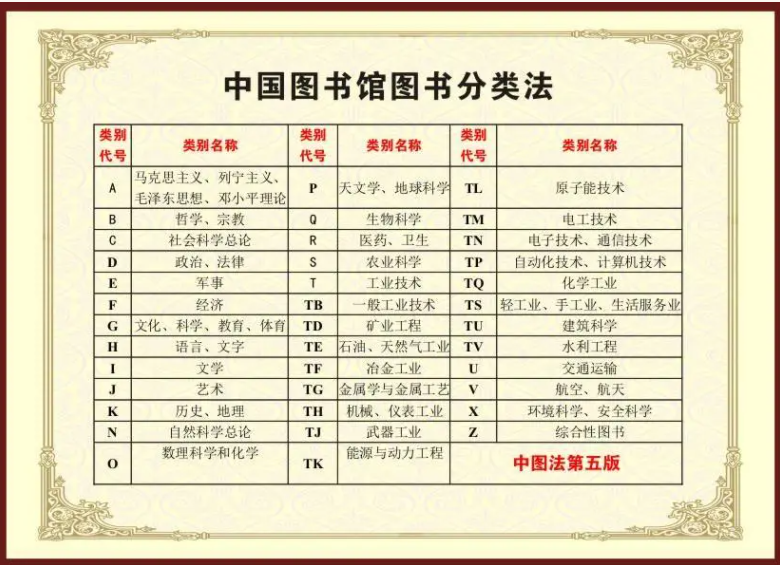 中国图书馆图书分类法
类别代号 类别名称 类别代号 类别名称 类别代号 类别名称
A 马克思主义、列宁主义、毛泽东思想、邓小平理论 P 天文学、地球科学 TL 原子能技术
B 哲学、宗教 Q 生物科学 TM 电工技术
C 社会科学总论 R 医药、卫生 TN 电子技术、通信技术
D 政治、法律 S 农业科学 TP 自动化技术、计算机技术
E 军事 T 工业技术 TQ 化学工业
F 经济 TB 一般工业技术 TS 轻工业、手工业、生活服务业
G 文化、科学、教育、体育 TD 矿业工程 TU 建筑科学
H 语言、文字 TE 石油、天然气工业 TV 水利工程
I 文学 TF 冶金工业 U 交通运输
J 艺术 TG 金属学与金属工艺 V 航空、航天
K 历史、地理 TH 机械、仪表工业 X 环境科学、安全科学
N 自然科学总论 TJ 武器工业 Z 综合性图书
O 数理科学和化学 TK 能源与动力工程 中图法第五版